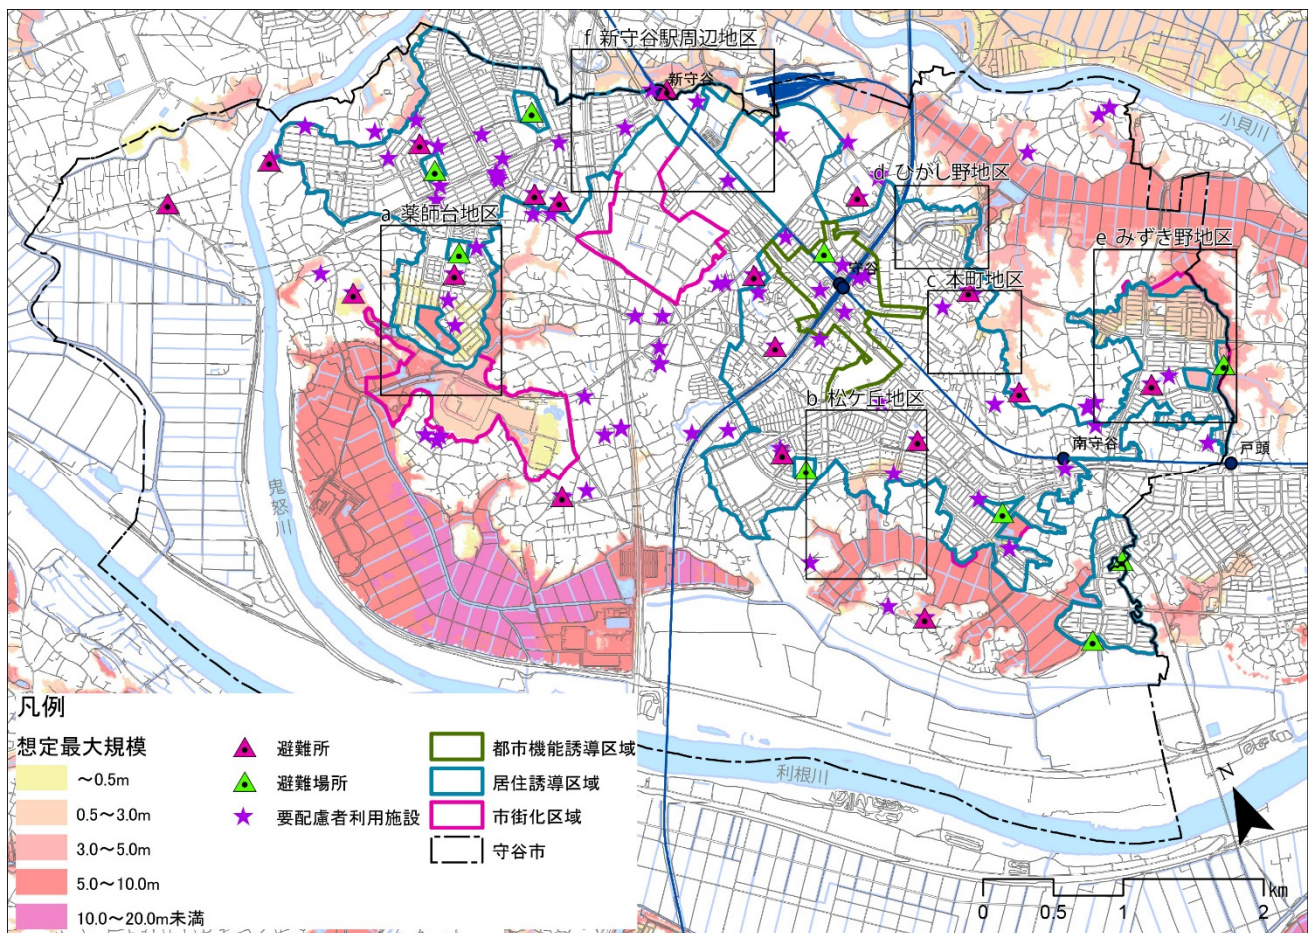 f 新守谷駅周辺地区
新守谷
小貝川
d ひがし野地区
a 薬師台地区
e みずき野地区
守谷
c 本町地区
b 松ケ丘地区
南守谷
戸頭
鬼怒川
利根川
N
km
0 0.5 1 2
凡例
想定最大規模
～0.5m
0.5～3.0m
3.0～5.0m
5.0～10.0m
10.0～20.0m未満
避難所
避難場所
要配慮者利用施設
都市機能誘導区域
居住誘導区域
市街化区域
守谷市